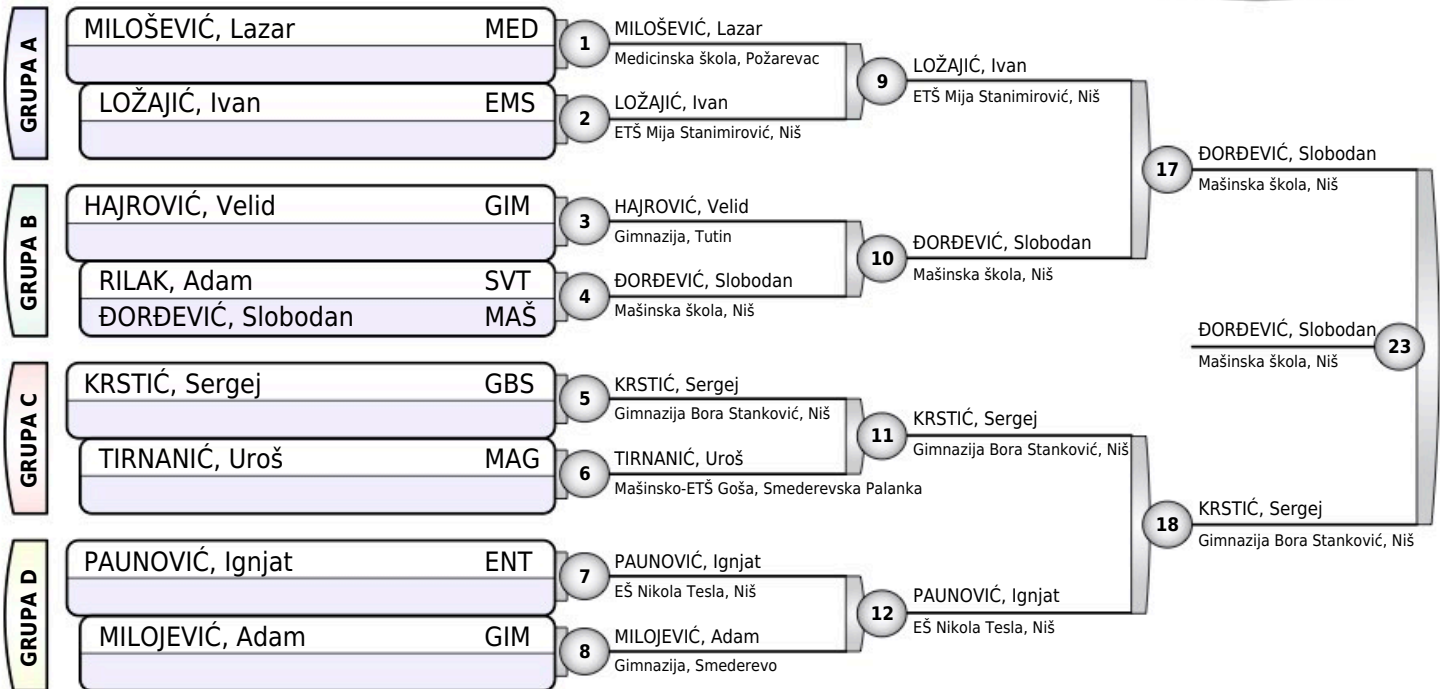 GRUPA A
MILOŠEVIĆ, Lazar MED
LOŽAJIĆ, Ivan EMS
1
MILOŠEVIĆ, Lazar
Medicinska škola, Požarevac
2
LOŽAJIĆ, Ivan
ETŠ Mija Stanimirović, Niš
9
LOŽAJIĆ, Ivan
ETŠ Mija Stanimirović, Niš
GRUPA B
HAJROVIĆ, Velid GIM
RILAK, Adam SVT
ĐORĐEVIĆ, Slobodan MAŠ
3
HAJROVIĆ, Velid
Gimnazija, Tutin
4
ĐORĐEVIĆ, Slobodan
Mašinska škola, Niš
10
ĐORĐEVIĆ, Slobodan
Mašinska škola, Niš
17
ĐORĐEVIĆ, Slobodan
Mašinska škola, Niš
GRUPA C
KRSTIĆ, Sergej GBS
TIRNANIĆ, Uroš MAG
5
KRSTIĆ, Sergej
Gimnazija Bora Stanković, Niš
6
TIRNANIĆ, Uroš
Mašinsko-ETŠ Goša, Smederevska Palanka
11
KRSTIĆ, Sergej
Gimnazija Bora Stanković, Niš
GRUPA D
PAUNOVIĆ, Ignjat ENT
MILOJEVIĆ, Adam GIM
7
PAUNOVIĆ, Ignjat
EŠ Nikola Tesla, Niš
8
MILOJEVIĆ, Adam
Gimnazija, Smederevo
12
PAUNOVIĆ, Ignjat
EŠ Nikola Tesla, Niš
18
KRSTIĆ, Sergej
Gimnazija Bora Stanković, Niš
ĐORĐEVIĆ, Slobodan
23
Mašinska škola, Niš